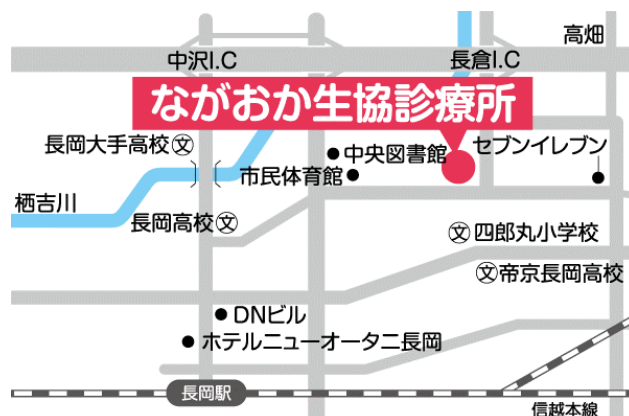 高畑
中沢I.C
長倉I.C
ながおか生協診療所
長岡大手高校文
中央図書館
セブンイレブン
市民体育館
栖吉川
長岡高校文
文四郎丸小学校
文帝京長岡高校
DNビル
ホテルニューオータニ長岡
長岡駅
信越本線